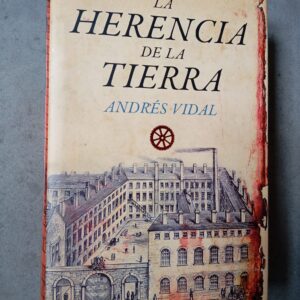 LA
HERENCIA
DE LA
TIERRA
ANDRÉS VIDAL